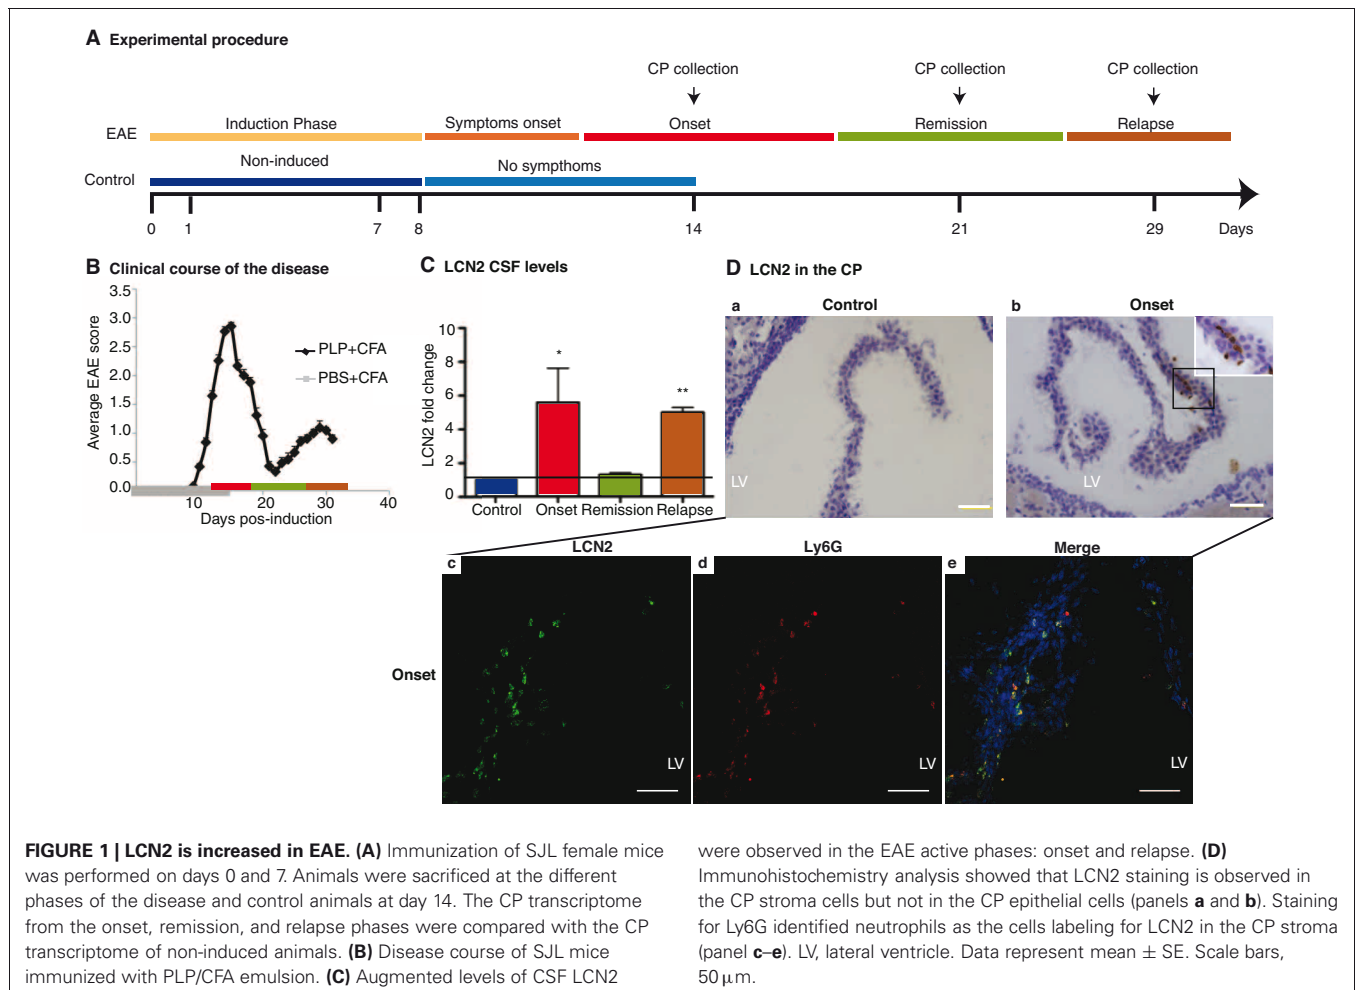 A Experimental procedure
CP collection
CP collection
CP collection
EAE
Induction Phase
Symptoms onset
Onset
Remission
Relapse
Control
Non-induced
No sympthoms
0
1
7
8
14
21
29
Days
B Clinical course of the disease
Average EAE score
3.5
3.0
2.5
2.0
1.5
1.0
0.5
0.0
PLP+CFA
PBS+CFA
10
20
30
40
Days pos-induction
C LCN2 CSF levels
LCN2 fold change
10
8
6
4
2
0
*
**
Control
Onset
Remission
Relapse
D LCN2 in the CP
a
Control
LV
b
Onset
LV
LCN2
Ly6G
Merge
Onset
c
LV
d
e
LV
FIGURE 1 | LCN2 is increased in EAE. (A) Immunization of SJL female mice
was performed on days 0 and 7. Animals were sacrificed at the different
phases of the disease and control animals at day 14. The CP transcriptome
from the onset, remission, and relapse phases were compared with the CP
transcriptome of non-induced animals. (B) Disease course of SJL mice
immunized with PLP/CFA emulsion. (C) Augmented levels of CSF LCN2
were observed in the EAE active phases: onset and relapse. (D)
Immunohistochemistry analysis showed that LCN2 staining is observed in
the CP stroma cells but not in the CP epithelial cells (panels a and b). Staining
for Ly6G identified neutrophils as the cells labeling for LCN2 in the CP stroma
(panel c–e). LV, lateral ventricle. Data represent mean ± SE. Scale bars,
50 μm.